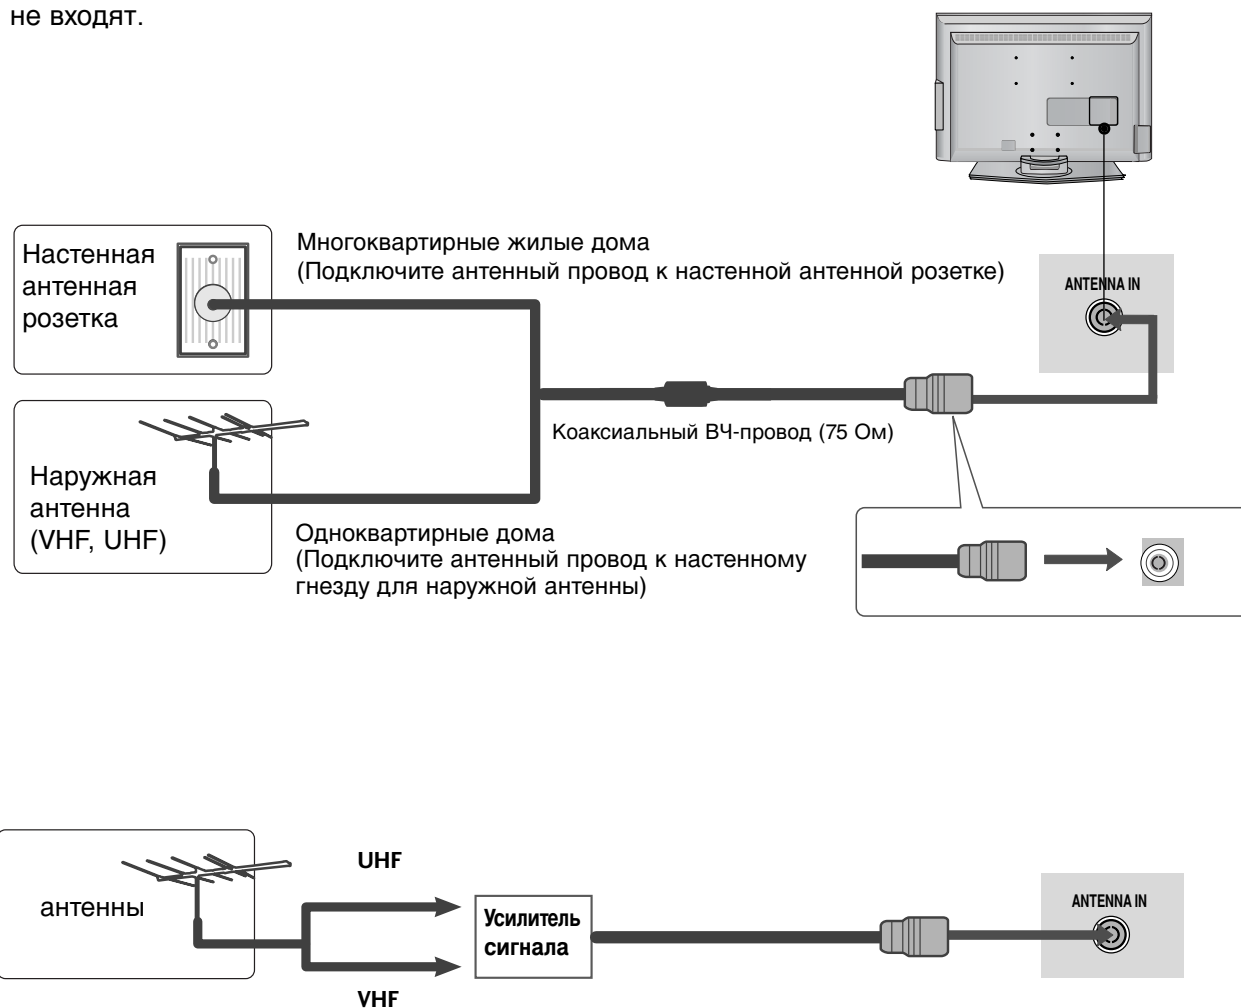 не входят.
Настенная
антенная
розетка
Многоквартирные жилые дома
(Подключите антенный провод к настенной антенной розетке)
ANTENNA IN
Коаксиальный ВЧ-провод (75 Ом)
Наружная
антенна
(VHF, UHF)
Одноквартирные дома
(Подключите антенный провод к настенному
гнезду для наружной антенны)
антенны
UHF
VHF
Усилитель
сигнала
ANTENNA IN